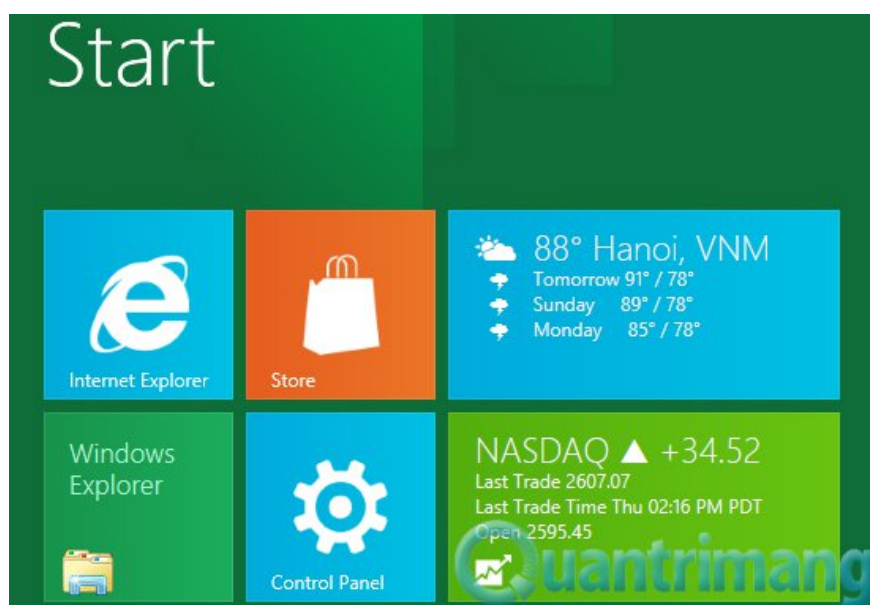 Start
88° Hanoi, VNM
Tomorrow 91° / 78°
Sunday 89° / 78°
Monday 85° / 78°
Internet Explorer
Store
Windows
Explorer
NASDAQ ▲ +34.52
Last Trade 2607.07
Last Trade Time Thu 02:16 PM PDT
Open 2595.45
Control Panel
Quantrimang